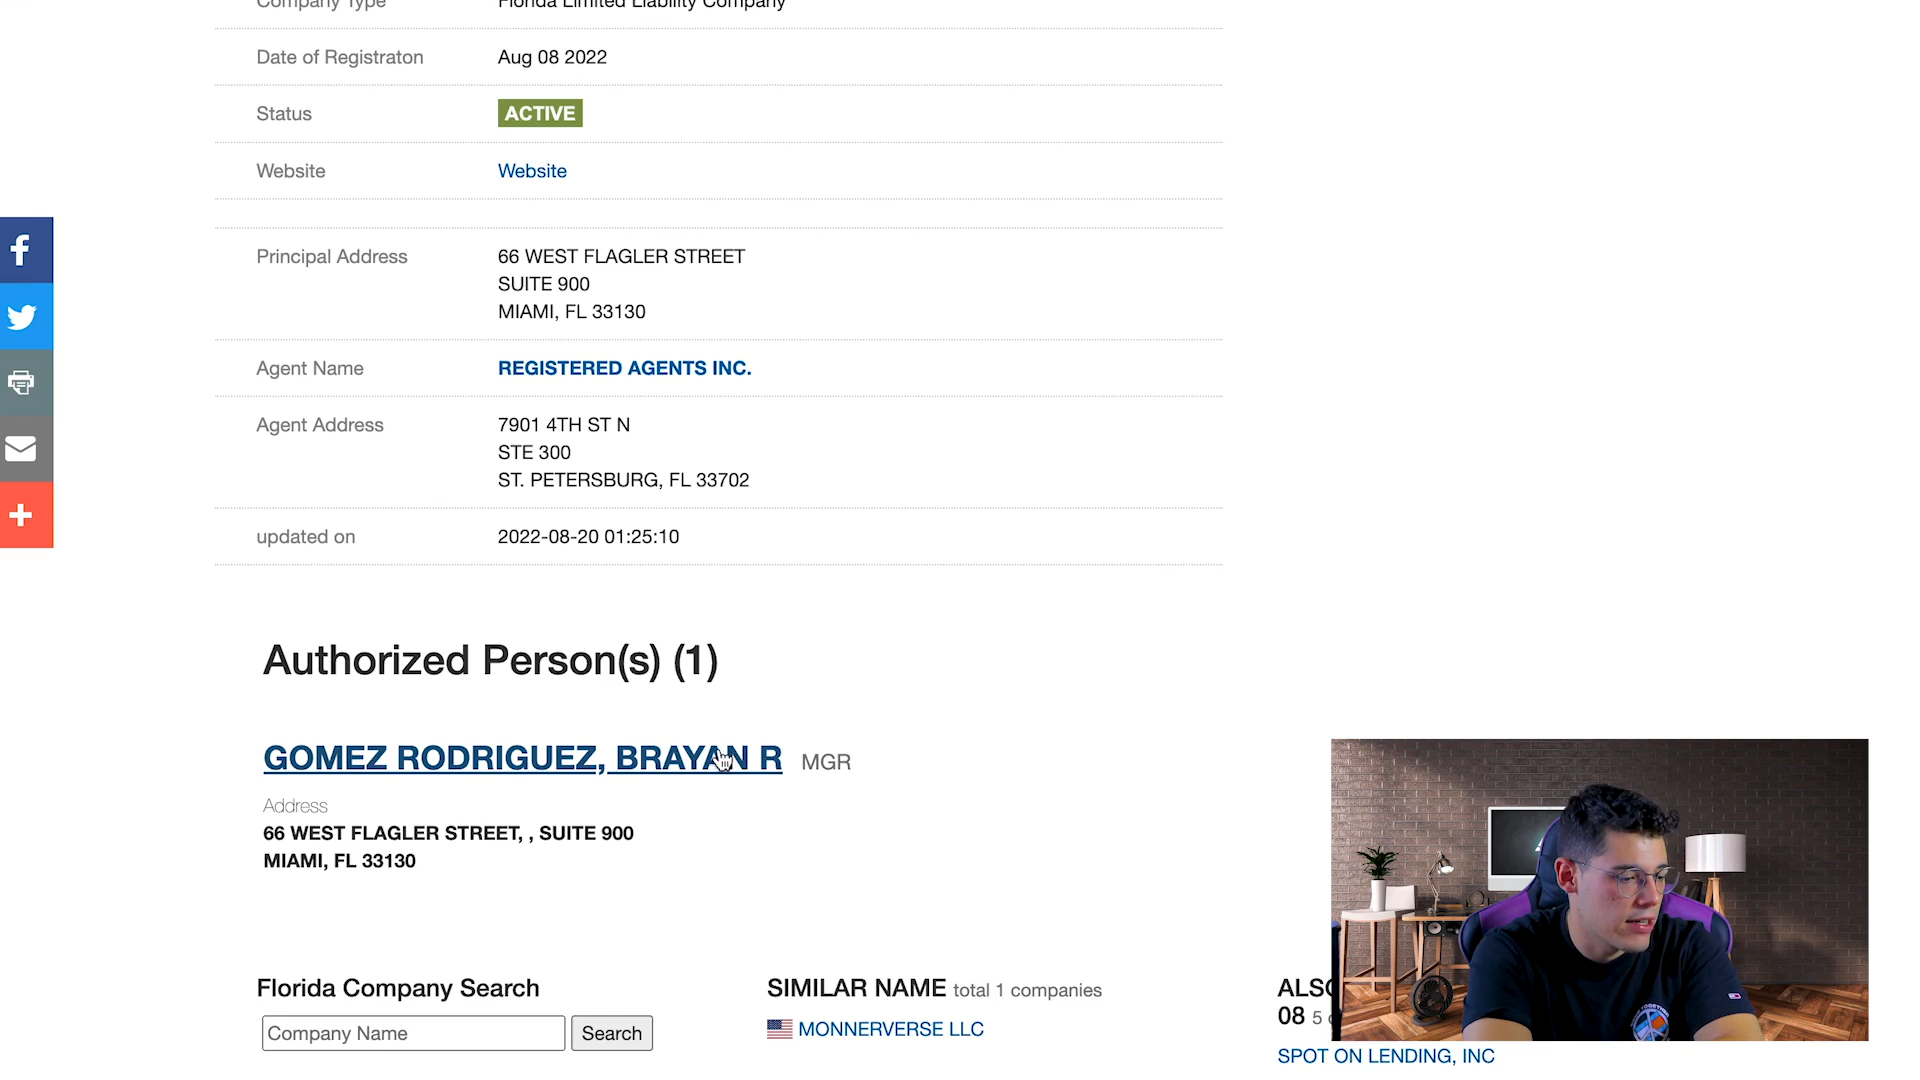 Company Type Florida Limited Liability Company
Date of Registraton Aug 08 2022
Status ACTIVE
Website Website
Principal Address 66 WEST FLAGLER STREET
SUITE 900
MIAMI, FL 33130
Agent Name REGISTERED AGENTS INC.
Agent Address 7901 4TH ST N
STE 300
ST. PETERSBURG, FL 33702
updated on 2022-08-20 01:25:10
Authorized Person(s) (1)
GOMEZ RODRIGUEZ, BRAYAN R MGR
Address
66 WEST FLAGLER STREET, , SUITE 900
MIAMI, FL 33130
Florida Company Search
Company Name Search
SIMILAR NAME total 1 companies
MONNERVERSE LLC
08 5
SPOT ON LENDING, INC